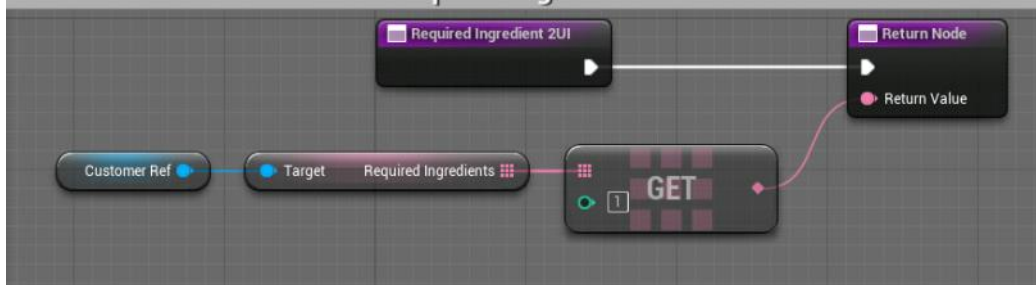 Required Ingredient 2UI
Return Node
Return Value
Customer Ref
Target
Required Ingredients
1
GET